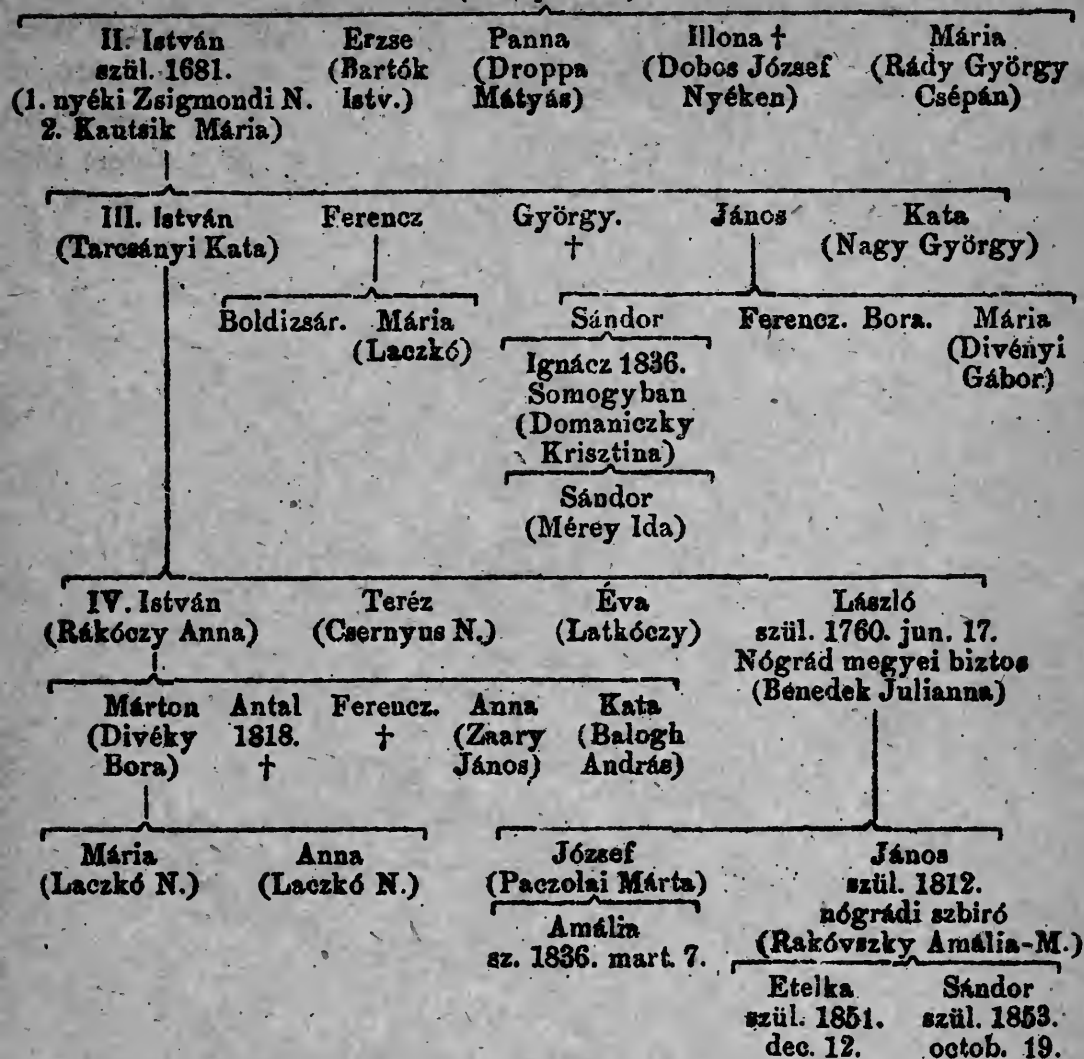 II. István Erzse Panna Illona † Mária
szül. 1681. (Bartók (Droppa (Dobos József (Rády György
(1. nyéki Zsigmondi N. Istv.) Mátyás) Nyéken) Csépán)
2. Kautsik Mária)
III. István Ferencz György. János Kata
(Tarcsányi Kata) † (Nagy György)
Boldizsár. Mária Sándor Ferencz. Bora. Mária
(Laczkó) Ignácz 1836. (Divényi
Somogyban Gábor)
(Domaniczky
Krisztina)
Sándor
(Mérey Ida)
IV. István Teréz Éva László
(Rákóczy Anna) (Csernyus N.) (Latkóczy) szül. 1760. jun. 17.
Nógrád megyei biztos
(Benedek Julianna)
Márton Antal Ferencz. Anna Kata
(Divéky 1818. † (Zaary (Balogh
Bora) † János) András)
Mária Anna József János
(Laczkó N.) (Laczkó N.) (Paczolai Márta) szül. 1812.
nógrádi szbiró
Amália (Rakóvszky Amália-M.)
sz. 1836. mart. 7.
Etelka Sándor
szül. 1851. szül. 1853.
dec. 12. octob. 19.